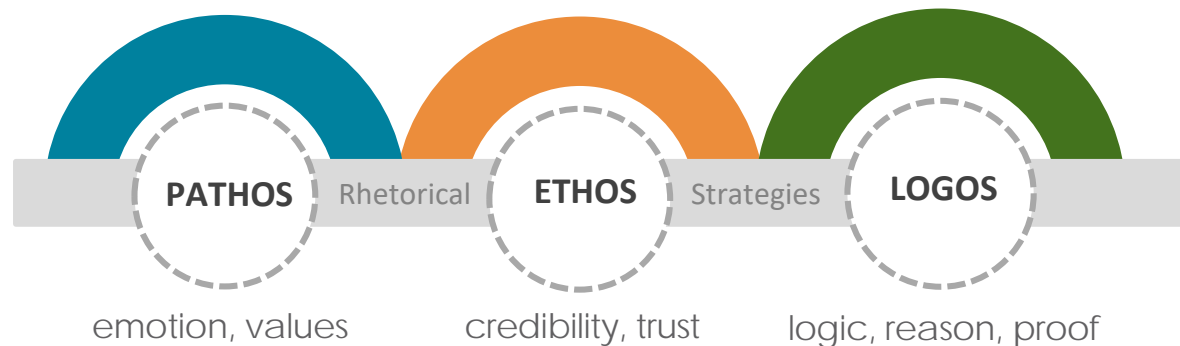 PATHOS Rhetorical ETHOS Strategies LOGOS
emotion, values credibility, trust logic, reason, proof